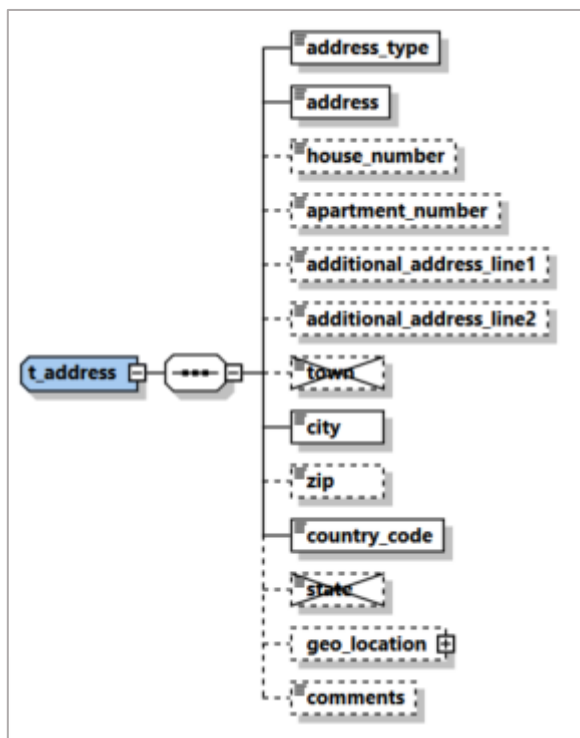 address_type
address
house_number
apartment_number
additional_address_line1
additional_address_line2
t_address
town
city
zip
country_code
state
geo_location
comments